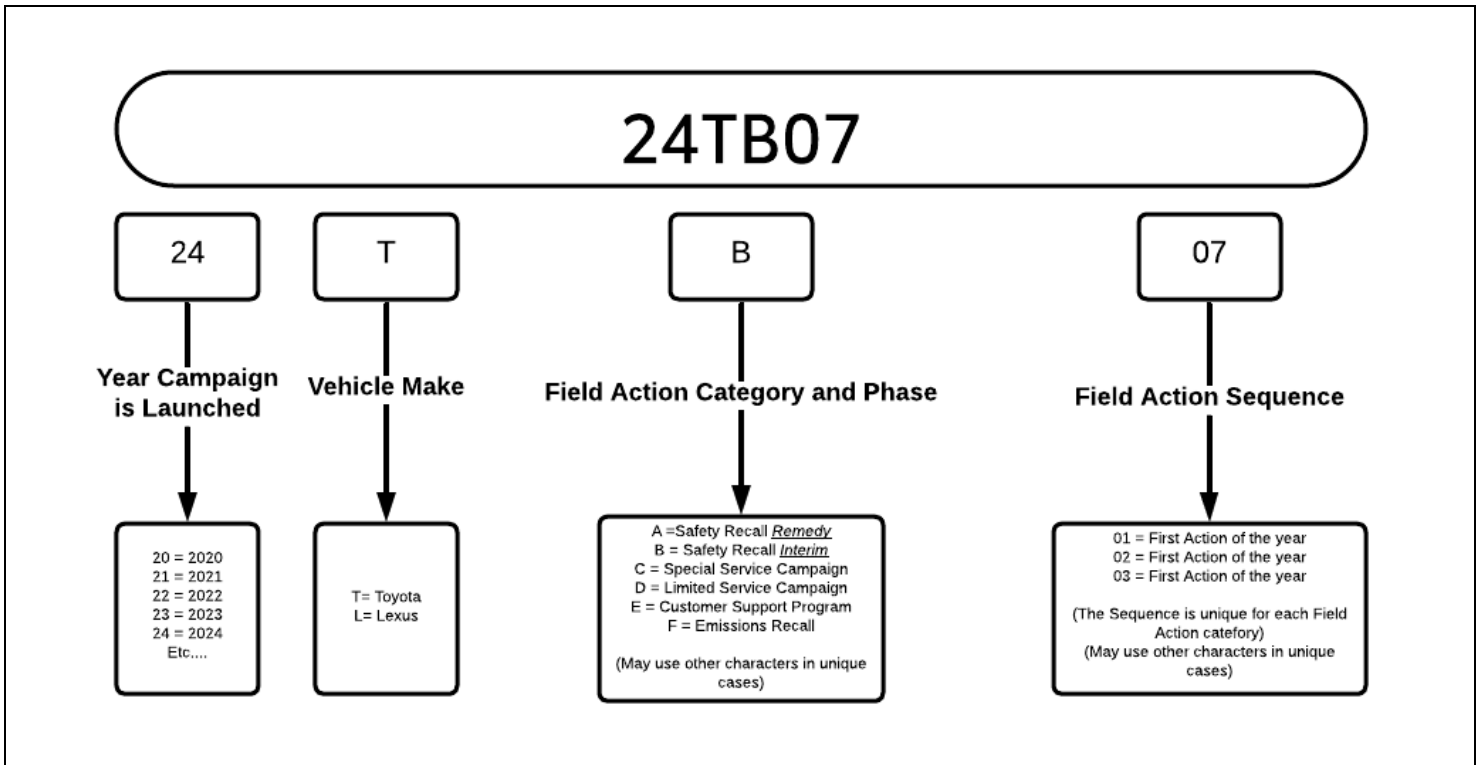 24TB07
24
T
B
07
Year Campaign
is Launched
Vehicle Make
Field Action Category and Phase
Field Action Sequence
20 = 2020
21 = 2021
22 = 2022
23 = 2023
24 = 2024
Etc....
T= Toyota
L= Lexus
A =Safety Recall Remedy
B = Safety Recall Interim
C = Special Service Campaign
D = Limited Service Campaign
E = Customer Support Program
F = Emissions Recall
(May use other characters in unique
cases)
01 = First Action of the year
02 = First Action of the year
03 = First Action of the year
(The Sequence is unique for each Field
Action catefory)
(May use other characters in unique
cases)